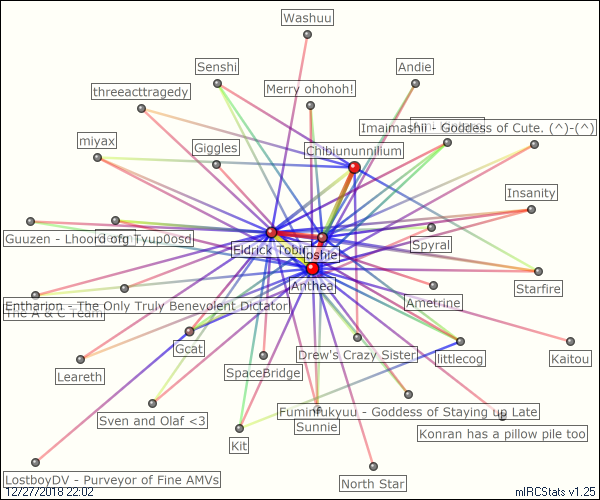 Washuu
Senshi
Andie
threeacttragedy
Merry ohohoh!
Imaimashii - Goddess of Cute. (^)-(^)
miyax
Giggles
Chibiununnilium
Insanity
Guuzen - Lhoord ofg Tyup0osd
Eldrick Tobin
Spyral
Anthea
Starfire
Entharion - The Only Truly Benevolent Dictator
The A & C Team
Ametrine
Gcat
Drew's Crazy Sister
littlecog
Kaitou
Leareth
SpaceBridge
Sven and Olaf <3
Fuminfukyuu - Goddess of Staying up Late
Sunnie
Konran has a pillow pile too
Kit
LostboyDV - Purveyor of Fine AMVs
North Star
12/27/2018 22:02
mIRCStats v1.25